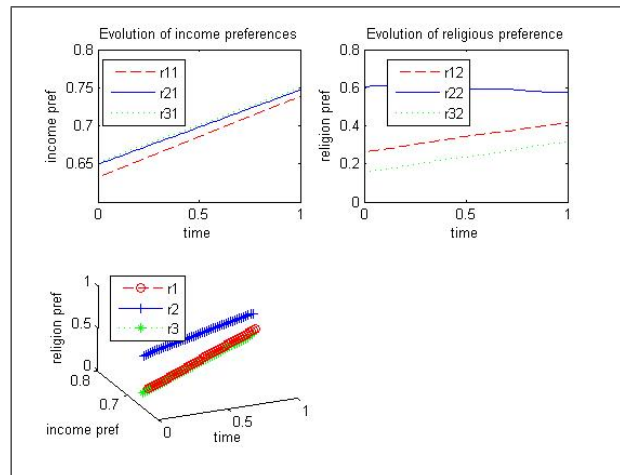 Evolution of income preferences
0.8
0.75
0.7
0.65
income pref
r11
r21
r31
0
0.5
1
time
Evolution of religious preference
0.8
0.6
0.4
0.2
0
religion pref
r12
r22
r32
0
0.5
1
time
1
0.5
0
religion pref
r1
r2
r3
0.8
0.7
income pref
0
0.5
1
time